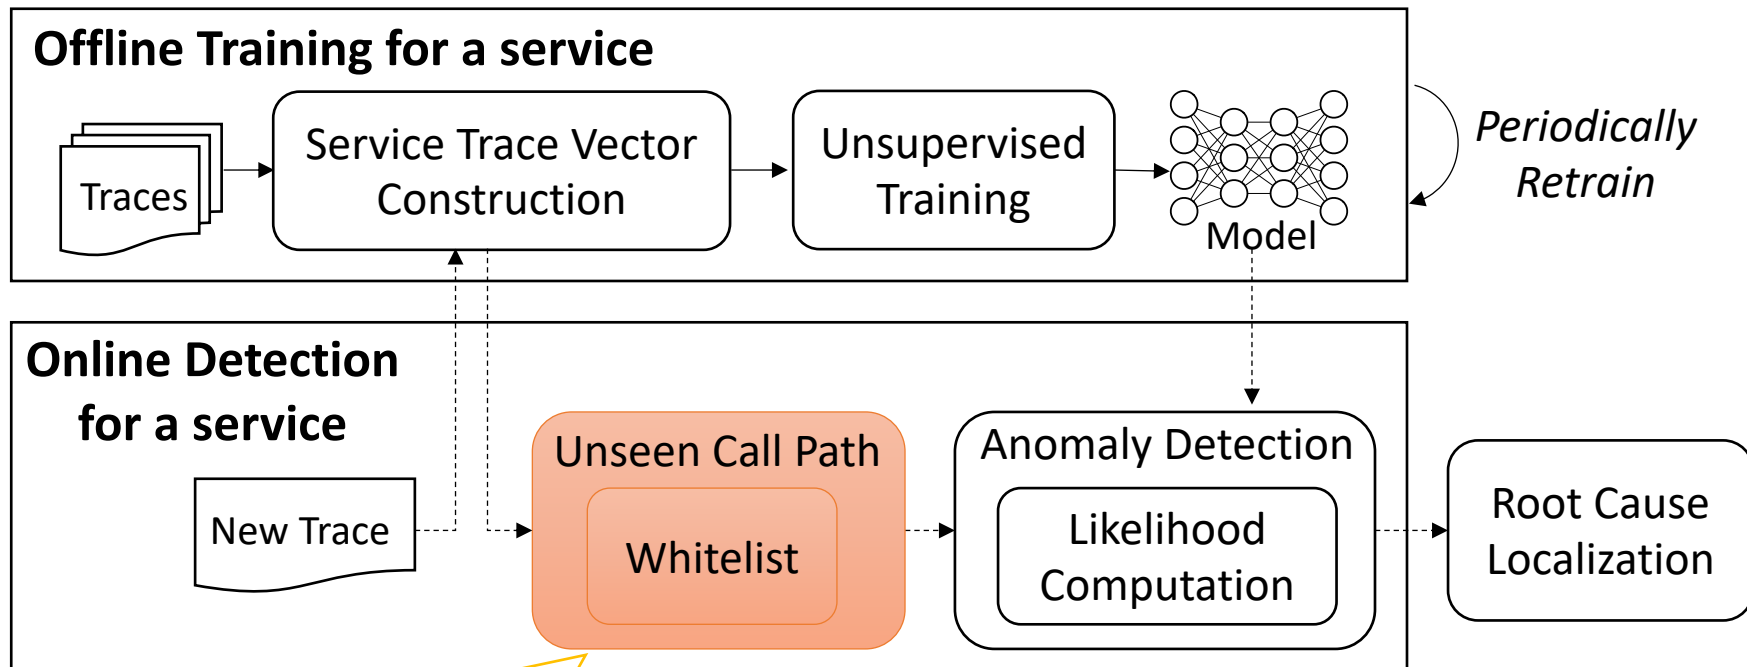 Offline Training for a service
Traces
Service Trace Vector
Construction
Unsupervised
Training
Model
Periodically
Retrain
Online Detection
for a service
New Trace
Unseen Call Path
Whitelist
Anomaly Detection
Likelihood
Computation
Root Cause
Localization